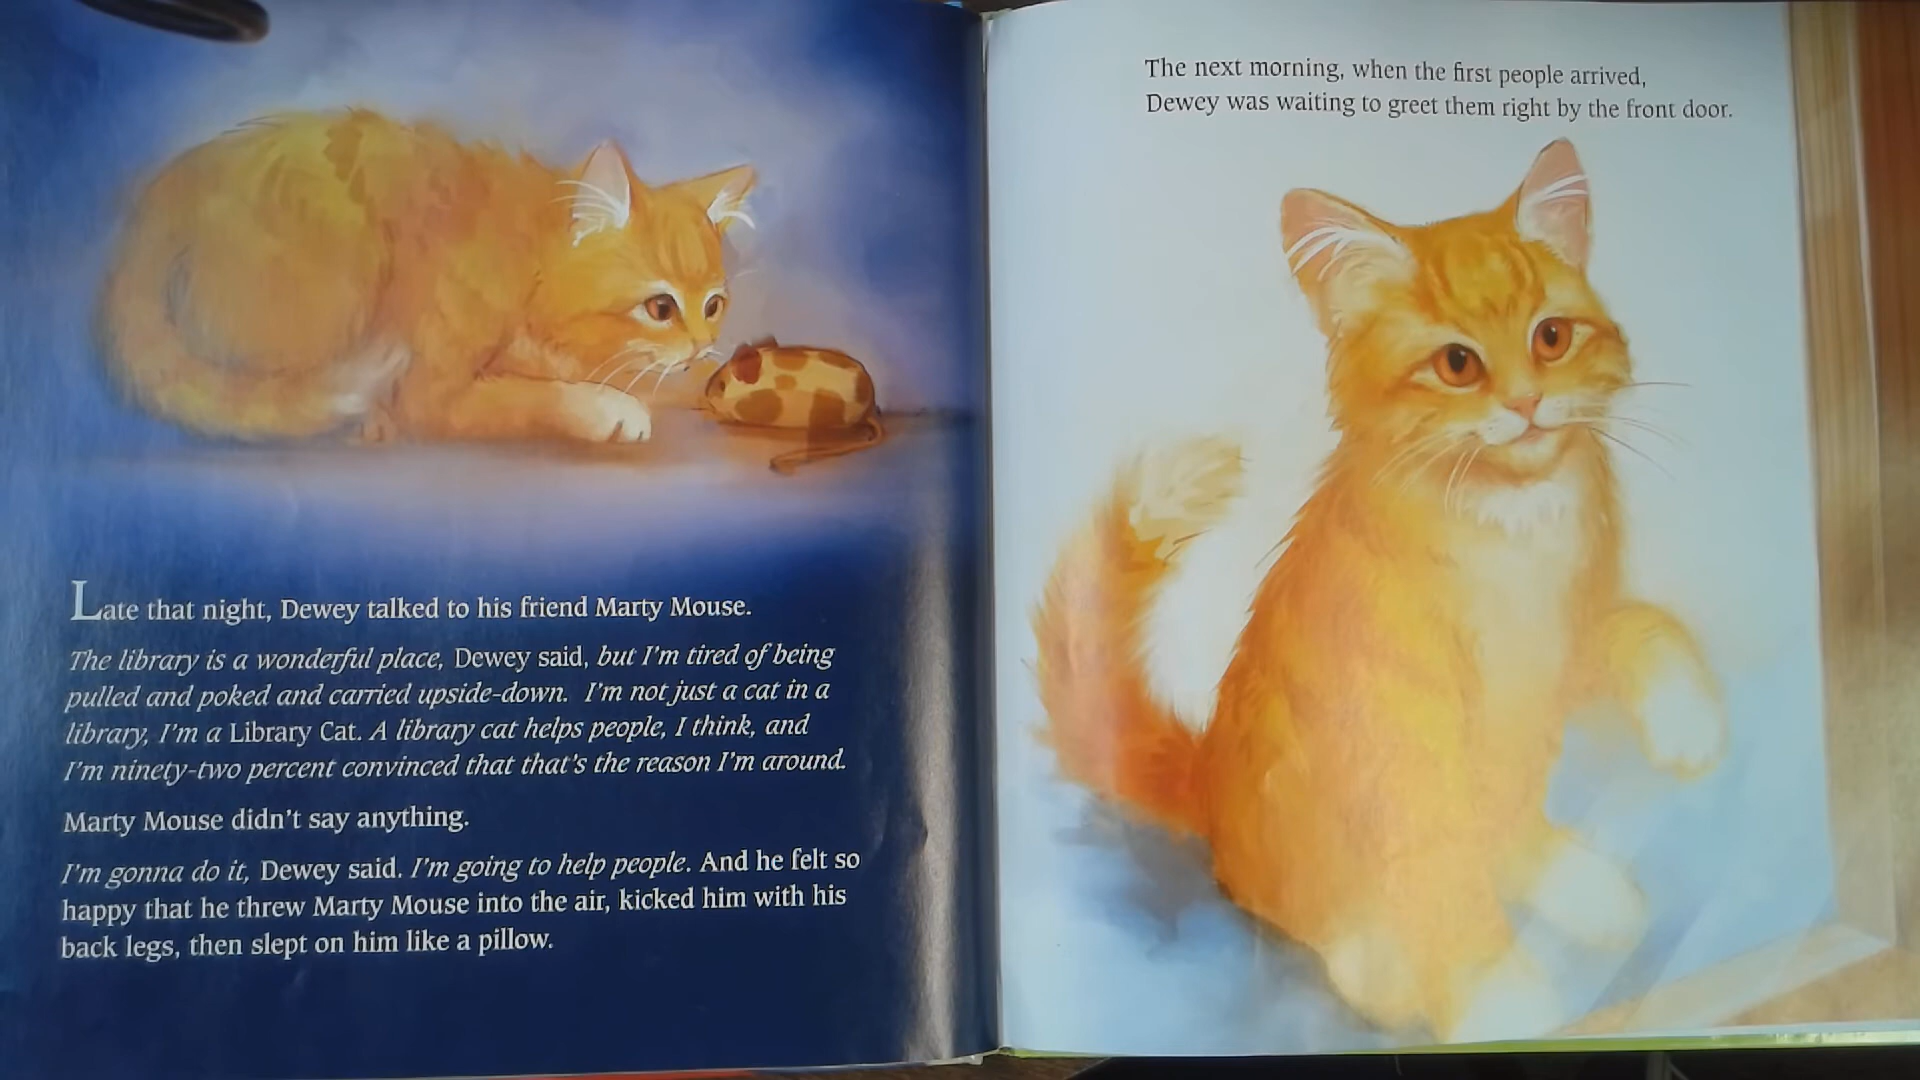 Late that night, Dewey talked to his friend Marty Mouse.
The library is a wonderful place, Dewey said, but I'm tired of being
pulled and poked and carried upside-down. I'm not just a cat in a
library, I'm a Library Cat. A library cat helps people, I think, and
I'm ninety-two percent convinced that that's the reason I'm around.
Marty Mouse didn't say anything.
I'm gonna do it, Dewey said. I'm going to help people. And he felt so
happy that he threw Marty Mouse into the air, kicked him with his
back legs, then slept on him like a pillow.
The next morning, when the first people arrived,
Dewey was waiting to greet them right by the front door.